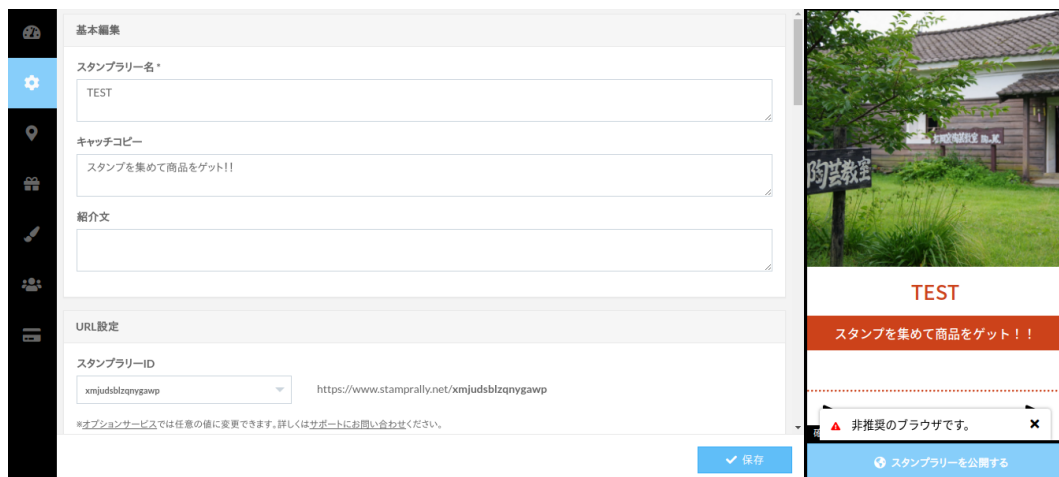 基本編集
スタンプラリー名*
TEST
キャッチコピー
スタンプを集めて商品をゲット!!
紹介文
URL設定
スタンプラリーID
xmjudsblzqnygawp
https://www.stamprally.net/xmjudsblzqnygawp
※オプションサービスでは任意の値に変更できます。詳しくはサポートにお問い合わせください。
保存
陶芸教室
TEST
スタンプを集めて商品をゲット！！
非推奨のブラウザです。
スタンプラリーを公開する